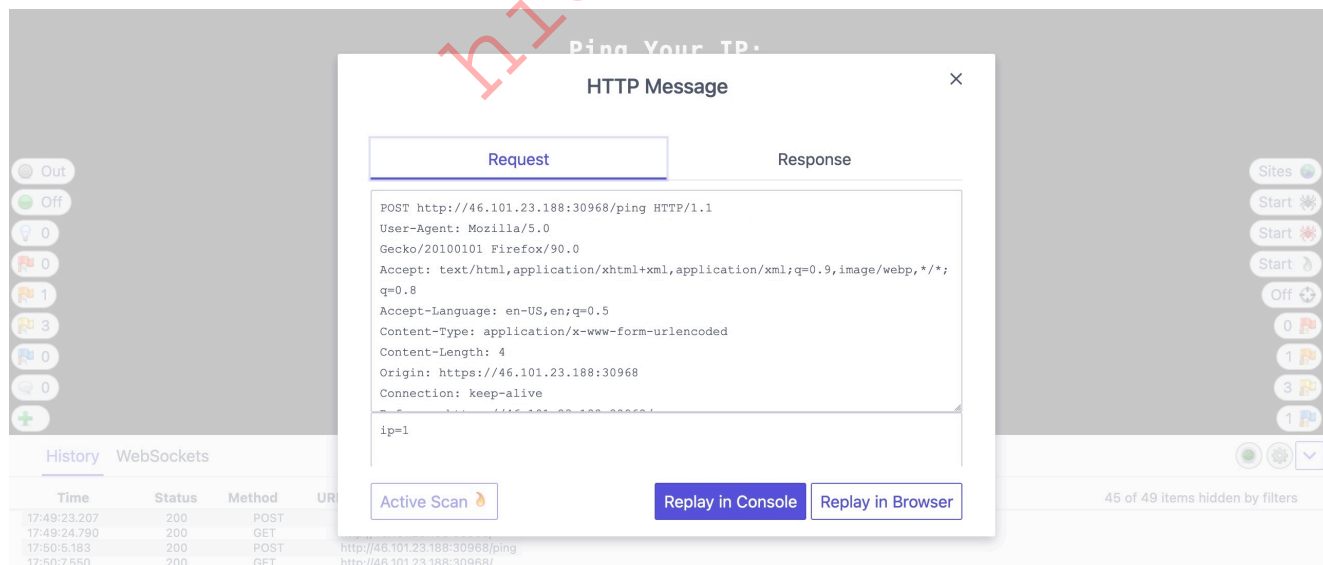 Ping Your IP:
HTTP Message
Request
Response
Out
Off
0
0
1
3
0
0
Sites
Start
Start
Start
Off
0
1
3
1
POST http://46.101.23.188:30968/ping HTTP/1.1
User-Agent: Mozilla/5.0
Gecko/20100101 Firefox/90.0
Accept: text/html,application/xhtml+xml,application/xml;q=0.9,image/webp,*/*;
q=0.8
Accept-Language: en-US,en;q=0.5
Content-Type: application/x-www-form-urlencoded
Content-Length: 4
Origin: https://46.101.23.188:30968
Connection: keep-alive
ip=1
Active Scan
Replay in Console
Replay in Browser
History WebSockets
Time Status Method
45 of 49 items hidden by filters
17:49:23.207 200 POST
17:49:24.790 200 GET
17:50:5.183 200 POST http://46.101.23.188:30968/ping
17:50:7.550 200 GET http://46.101.23.188:30968/
hi